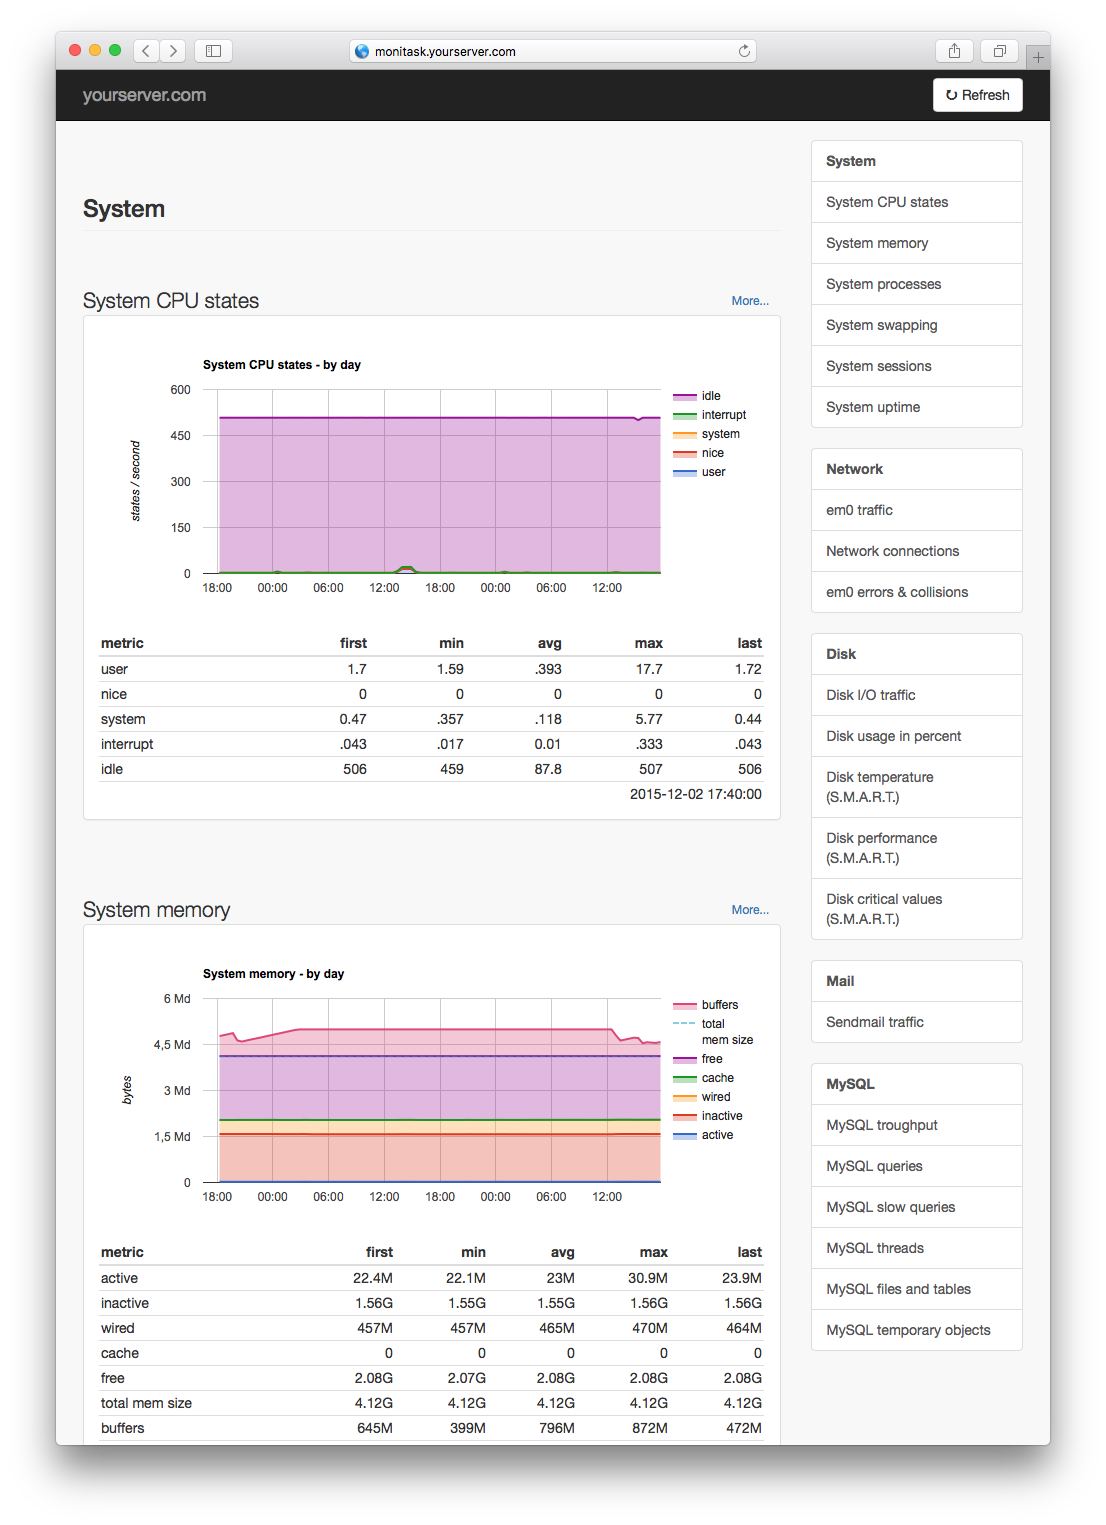 monitask.yourserver.com
yourserver.com
Refresh
System
System CPU states
More...
System CPU states - by day
600
450
300
150
0
states / second
18:00 00:00 06:00 12:00 18:00 00:00 06:00 12:00
idle
interrupt
system
nice
user
metric first min avg max last
user 1.7 1.59 .393 17.7 1.72
nice 0 0 0 0 0
system 0.47 .357 .118 5.77 0.44
interrupt .043 .017 0.01 .333 .043
idle 506 459 87.8 507 506
2015-12-02 17:40:00
System memory
More...
System memory - by day
6 Md
4,5 Md
3 Md
1,5 Md
0
bytes
18:00 00:00 06:00 12:00 18:00 00:00 06:00 12:00
buffers
total
mem size
free
cache
wired
inactive
active
metric first min avg max last
active 22.4M 22.1M 23M 30.9M 23.9M
inactive 1.56G 1.55G 1.55G 1.56G 1.56G
wired 457M 457M 465M 470M 464M
cache 0 0 0 0 0
free 2.08G 2.07G 2.08G 2.08G 2.08G
total mem size 4.12G 4.12G 4.12G 4.12G 4.12G
buffers 645M 399M 796M 872M 472M
System
System CPU states
System memory
System processes
System swapping
System sessions
System uptime
Network
em0 traffic
Network connections
em0 errors & collisions
Disk
Disk I/O traffic
Disk usage in percent
Disk temperature
(S.M.A.R.T.)
Disk performance
(S.M.A.R.T.)
Disk critical values
(S.M.A.R.T.)
Mail
Sendmail traffic
MySQL
MySQL troughput
MySQL queries
MySQL slow queries
MySQL threads
MySQL files and tables
MySQL temporary objects